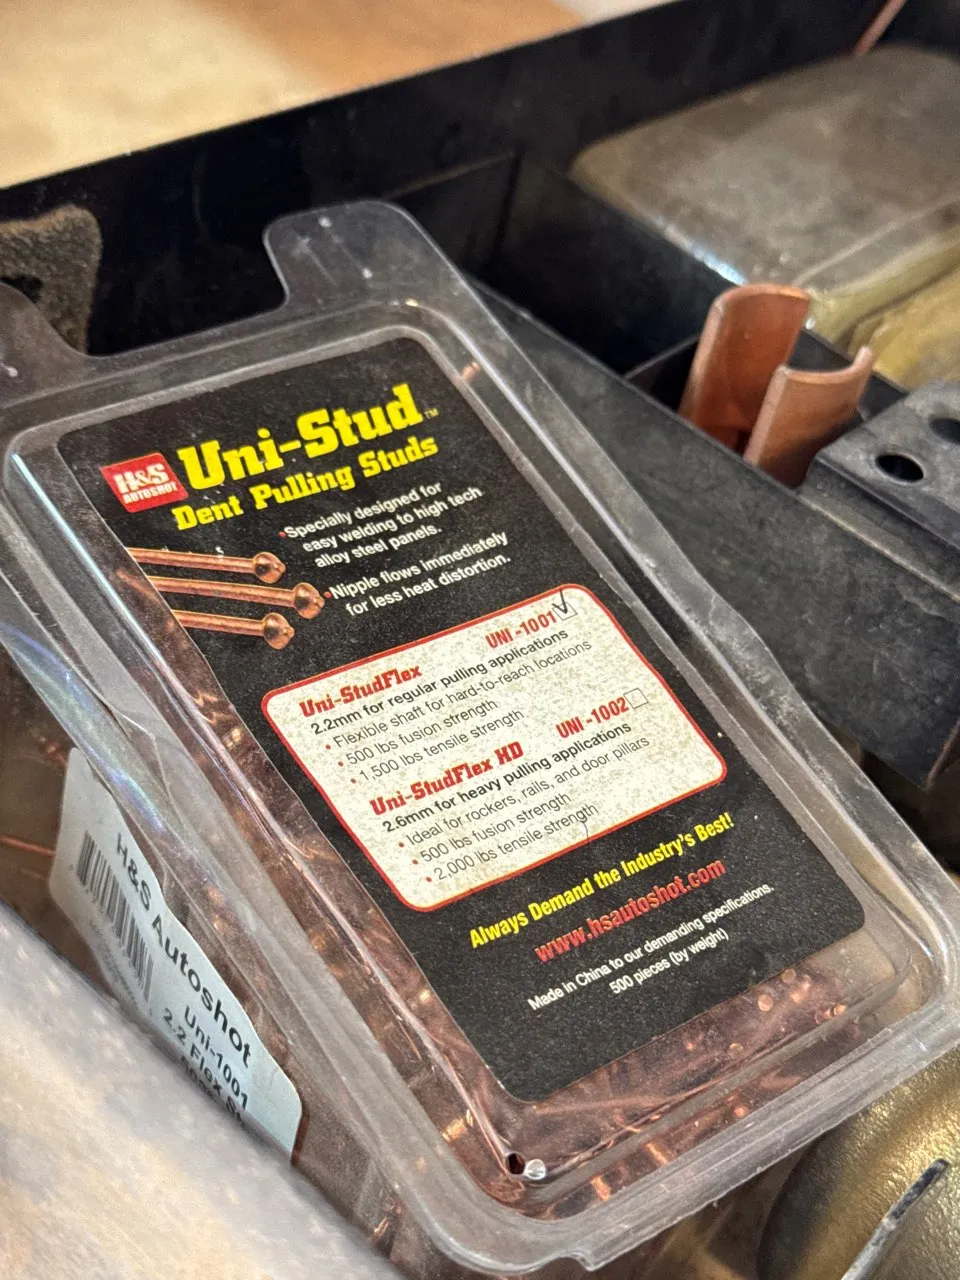 H&S
AUTOSHOT
Uni-Stud™
Dent Pulling Studs
•Specially designed for
easy welding to high tech
alloy steel panels.
•Nipple flows immediately
for less heat distortion.
Uni-StudFlex UNI-1001
2.2mm for regular pulling applications
• Flexible shaft for hard-to-reach locations
• 500 lbs fusion strength
• 1,500 lbs tensile strength
Uni-StudFlex HD UNI-1002
2.6mm for heavy pulling applications
• Ideal for rockers, rails, and door pillars
• 500 lbs fusion strength
• 2,000 lbs tensile strength
Always Demand the Industry's Best!
www.hsautoshot.com
Made in China to our demanding specifications.
500 pieces (by weight)
H&S Autoshot
Uni-1001
2.2 Flex